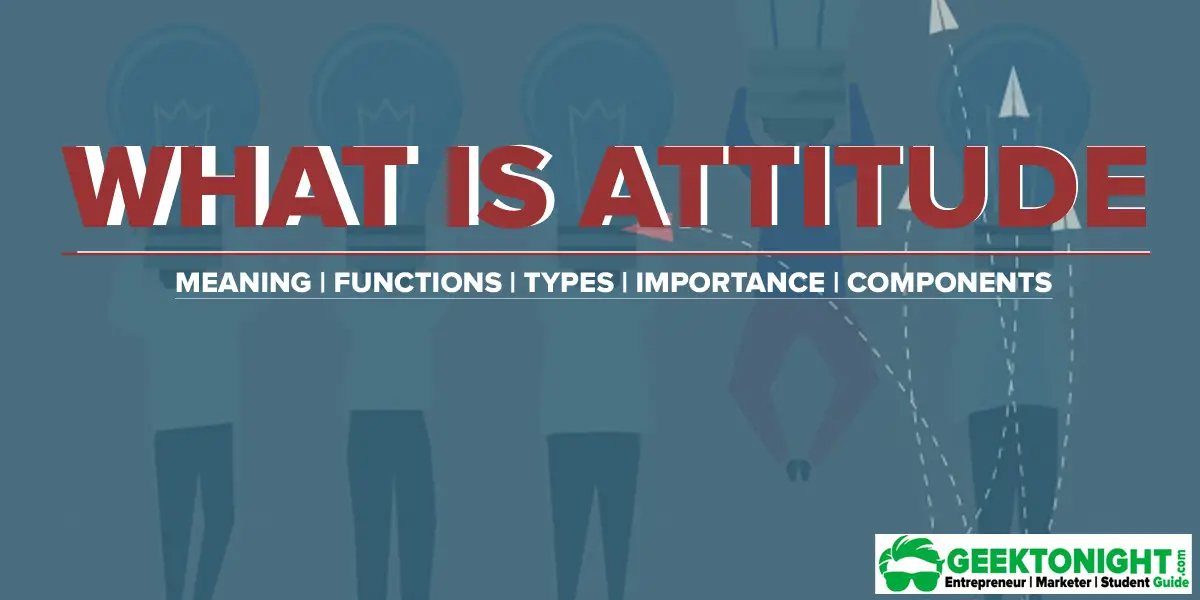 WHAT IS ATTITUDE
MEANING | FUNCTIONS | TYPES | IMPORTANCE | COMPONENTS
GEEKTONIGHT.com
Entrepreneur | Marketer | Student Guide